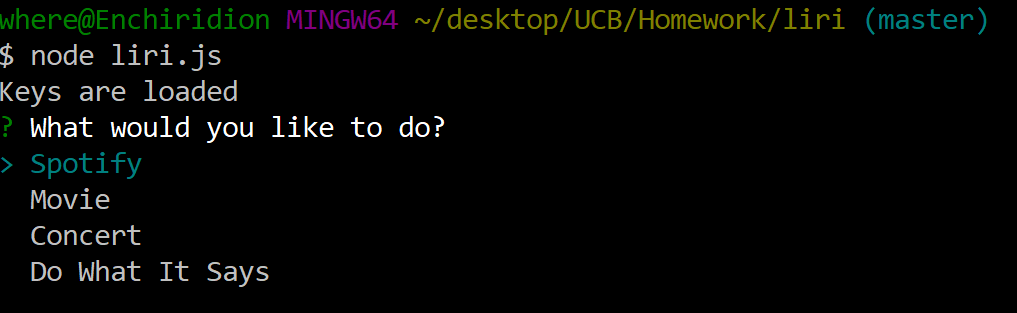 where@Enchiridion MINGW64 ~/desktop/UCB/Homework/liri (master)
$ node liri.js
Keys are loaded
? What would you like to do?
> Spotify
  Movie
  Concert
  Do What It Says